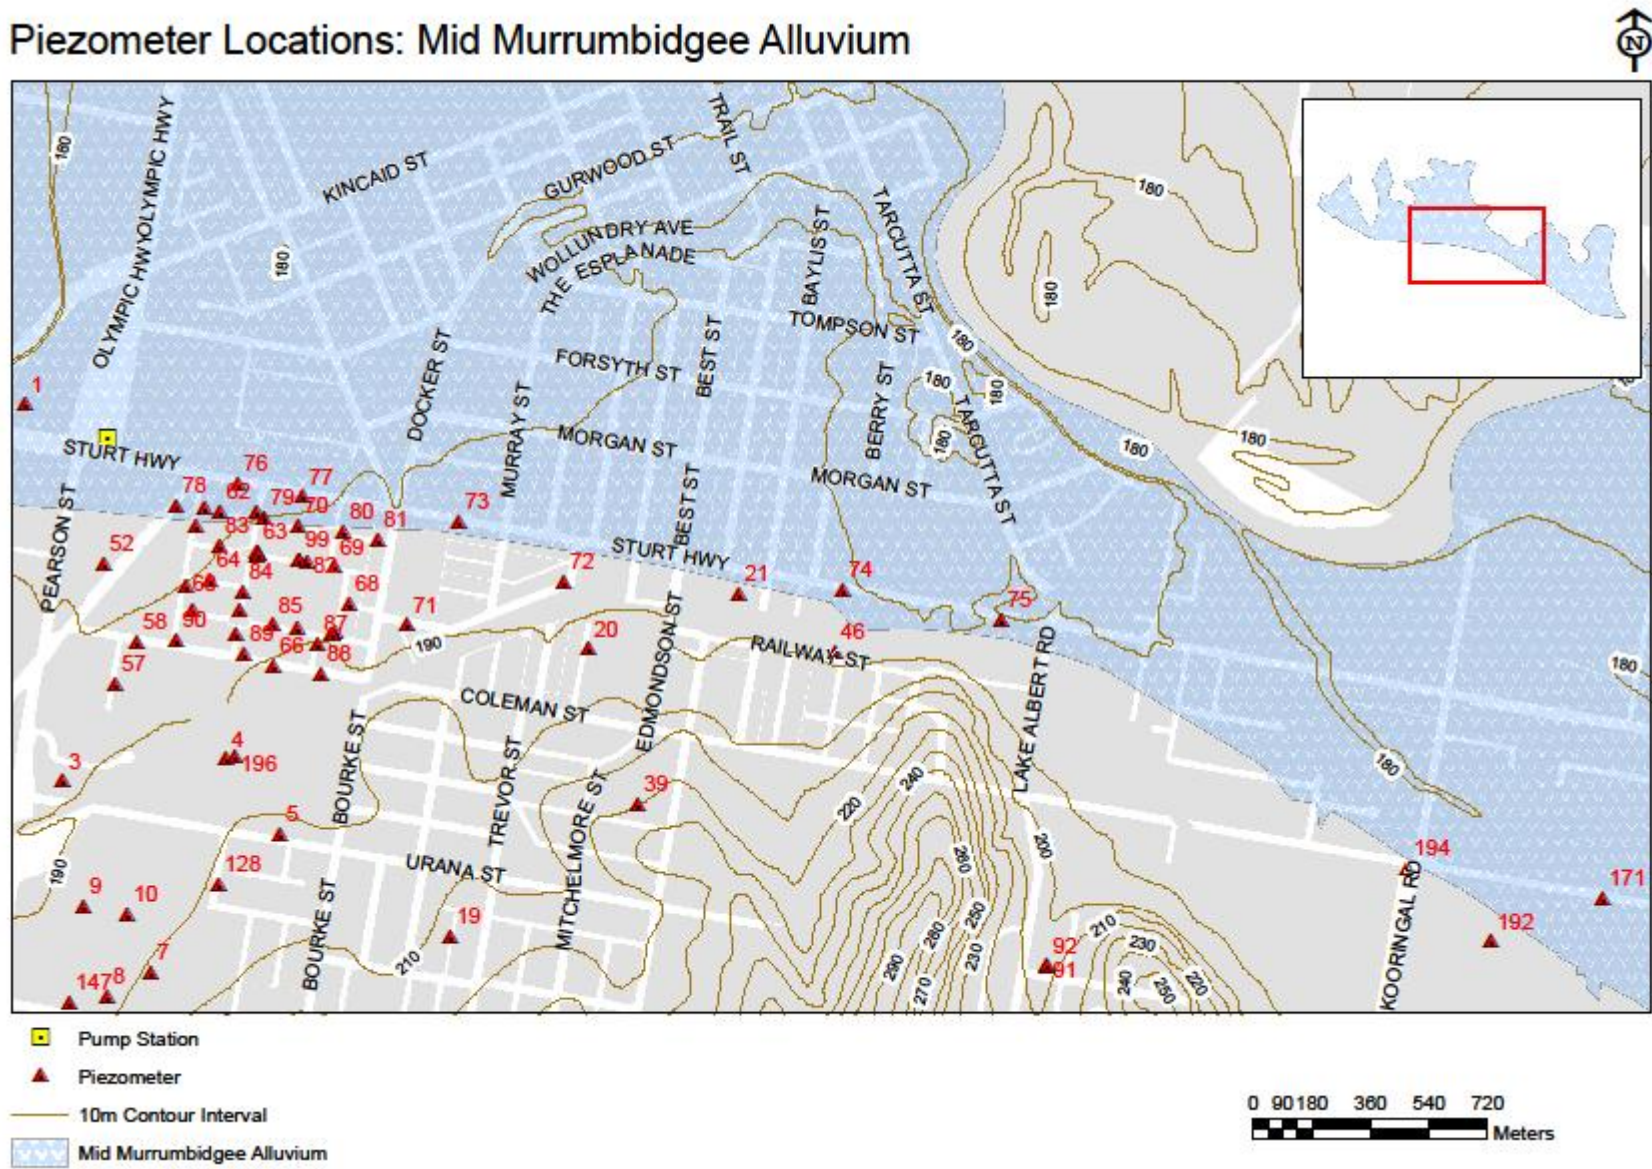 Piezometer Locations: Mid Murrumbidgee Alluvium
N
OLYMPIC HWY
OLYMPIC HWY
KINCAID ST
GURWOOD ST
TRAIL ST
180
180
180
WOLLUNDRY AVE
THE ESPLANADE
BAYLIS ST
TARCUTTA ST
180
TOMPSON ST
180
FORSYTH ST
BEST ST
DOCKER ST
MURRAY ST
BERRY ST
180
180
1
TARCUTTA ST
180
180
180
STURT HWY
MORGAN ST
MORGAN ST
BEST ST
76
77
78
62
79
70
80
81
73
PEARSON ST
83
63
99
69
STURT HWY
52
64
84
82
72
21
74
68
75
58
90
85
87
71
20
46
89
190
RAILWAY ST
57
66
88
EDMONDSON ST
180
COLEMAN ST
LAKE ALBERT RD
3
4
196
BOURKE ST
TREVOR ST
39
240
220
180
MITCHELMORE ST
5
URANA ST
200
260
194
190
128
9
10
BOURKE ST
19
250
280
210
171
KOORINGAL RD
192
7
210
290
230
92
91
230
147
8
270
240
250
220
Pump Station
Piezometer
10m Contour Interval
Mid Murrumbidgee Alluvium
0 90 180 360 540 720
Meters